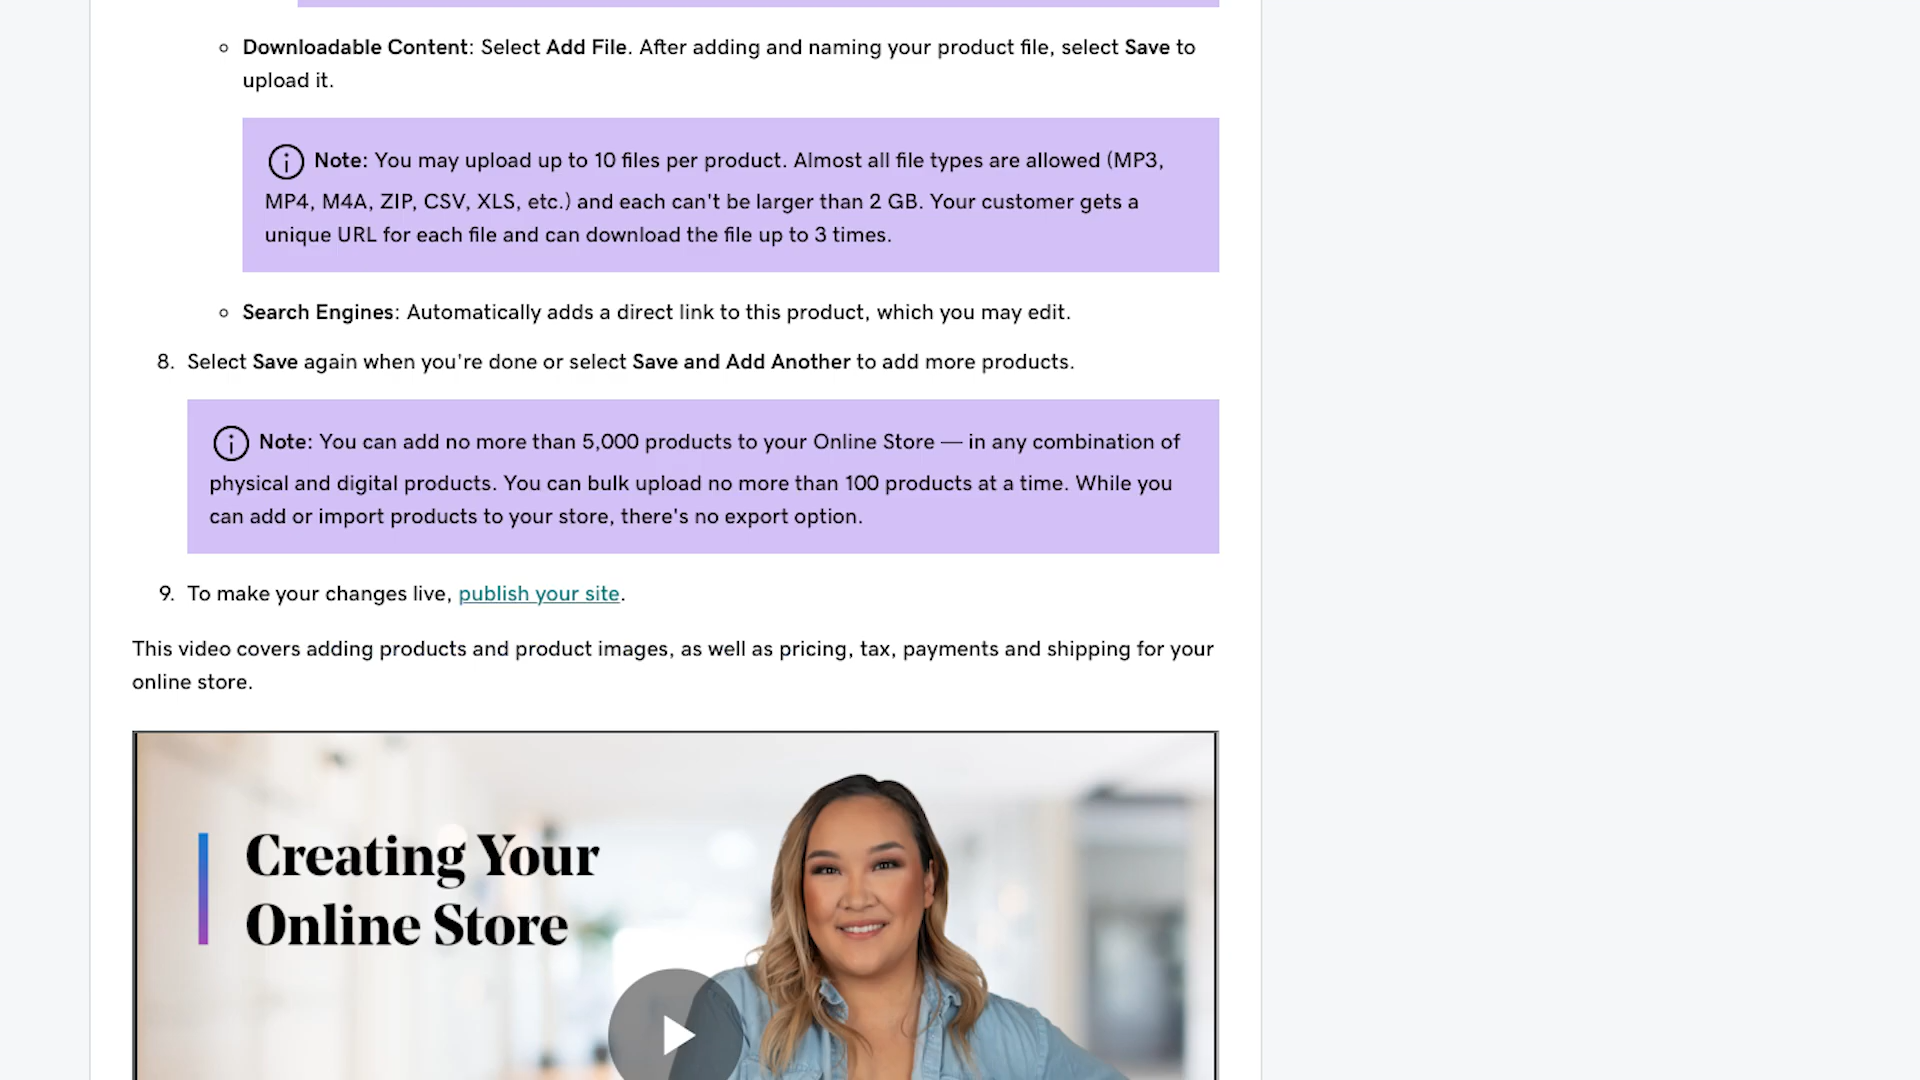 Downloadable Content: Select Add File. After adding and naming your product file, select Save to
upload it.
Note: You may upload up to 10 files per product. Almost all file types are allowed (MP3,
MP4, M4A, ZIP, CSV, XLS, etc.) and each can't be larger than 2 GB. Your customer gets a
unique URL for each file and can download the file up to 3 times.
Search Engines: Automatically adds a direct link to this product, which you may edit.
8. Select Save again when you're done or select Save and Add Another to add more products.
Note: You can add no more than 5,000 products to your Online Store — in any combination of
physical and digital products. You can bulk upload no more than 100 products at a time. While you
can add or import products to your store, there's no export option.
9. To make your changes live, publish your site.
This video covers adding products and product images, as well as pricing, tax, payments and shipping for your
online store.
Creating Your
Online Store